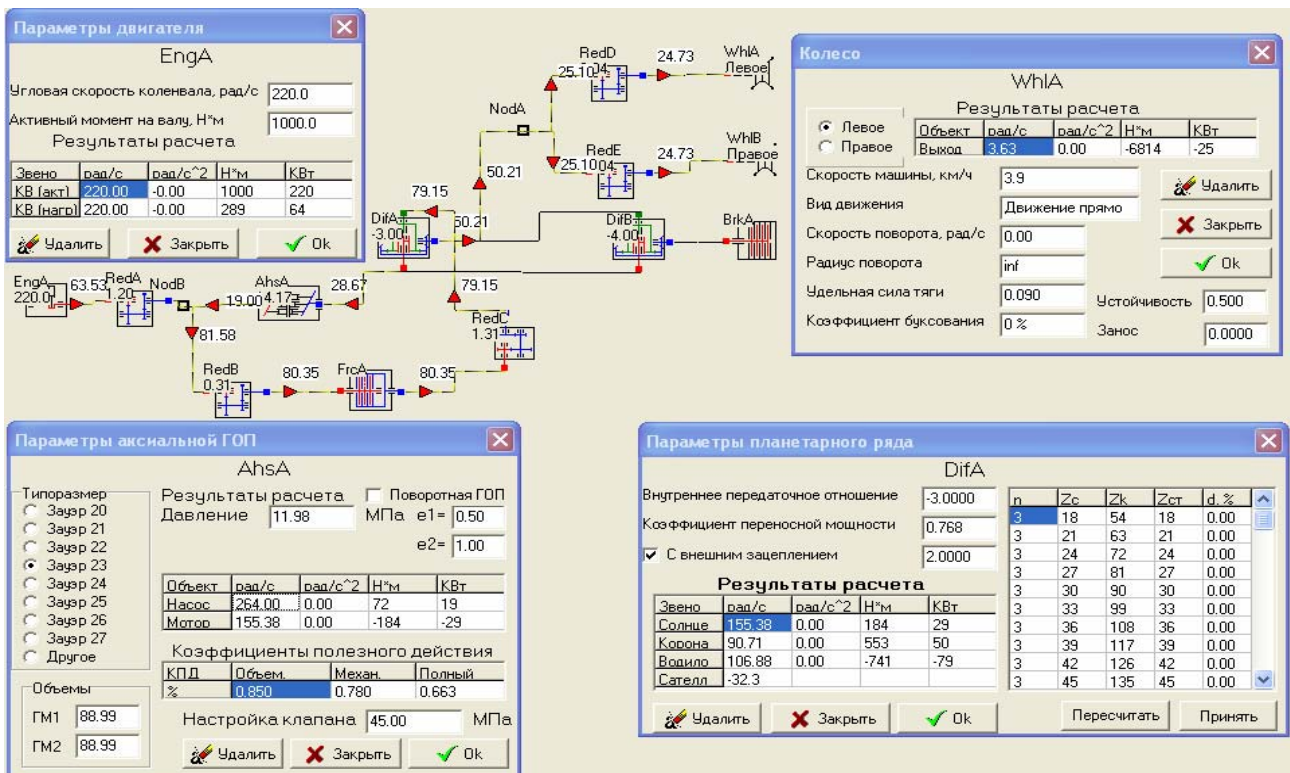 Параметры двигателя
EngA
Угловая скорость коленвала, рад/с 220.0
Активный момент на валу, Н*м 1000.0
Результаты расчета
Звено рад/с рад/с^2 Н*м КВт
КВ (акт) 220.00 -0.00 1000 220
КВ (нагр) 220.00 -0.00 289 64
Удалить Закрыть Ok
RedD
24.73
WhlA
Левое
25.10
NodA
RedE
24.73
WhlB
Правое
25.10
50.21
79.15
DifA
-3.00
50.21
DifB
-4.00
BrkA
EngA
220.0
63.53
RedA
1.20
NodB
19.00
AhsA
4.17
28.67
79.15
RedC
1.31
81.58
RedB
0.31
80.35
FrcA
80.35
Колесо
WhlA
Результаты расчета
Левое
Правое
Объект рад/с рад/с^2 Н*м КВт
Выход 3.63 0.00 -6814 -25
Скорость машины, км/ч 3.9
Вид движения Движение прямо
Скорость поворота, рад/с 0.00
Радиус поворота inf
Удельная сила тяги 0.090
Коэффициент буксования 0 %
Удалить
Закрыть
Ok
Устойчивость 0.500
Занос 0.0000
Параметры аксиальной ГОП
AhsA
Типоразмер
Зауэр 20
Зауэр 21
Зауэр 22
Зауэр 23
Зауэр 24
Зауэр 25
Зауэр 26
Зауэр 27
Другое
Объемы
ГМ1 88.99
ГМ2 88.99
Результаты расчета Поворотная ГОП
Давление 11.98 МПа e1= 0.50
e2= 1.00
Объект рад/с рад/с^2 Н*м КВт
Насос 264.00 0.00 72 19
Мотор 155.38 0.00 -184 -29
Коэффициенты полезного действия
КПД Объем. Механ. Полный
% 0.850 0.780 0.663
Настройка клапана 45.00 МПа
Удалить Закрыть Ok
Параметры планетарного ряда
DifA
Внутреннее передаточное отношение -3.0000
Коэффициент переносной мощности 0.768
С внешним зацеплением 2.0000
Результаты расчета
Звено рад/с рад/с^2 Н*м КВт
Солнце 155.38 0.00 184 29
Корона 90.71 0.00 553 50
Водило 106.88 0.00 -741 -79
Сателл -32.3
Удалить Закрыть Ok
n Zc Zk Zст d. %
3 18 54 18 0.00
3 21 63 21 0.00
3 24 72 24 0.00
3 27 81 27 0.00
3 30 90 30 0.00
3 33 99 33 0.00
3 36 108 36 0.00
3 39 117 39 0.00
3 42 126 42 0.00
3 45 135 45 0.00
Пересчитать Принять